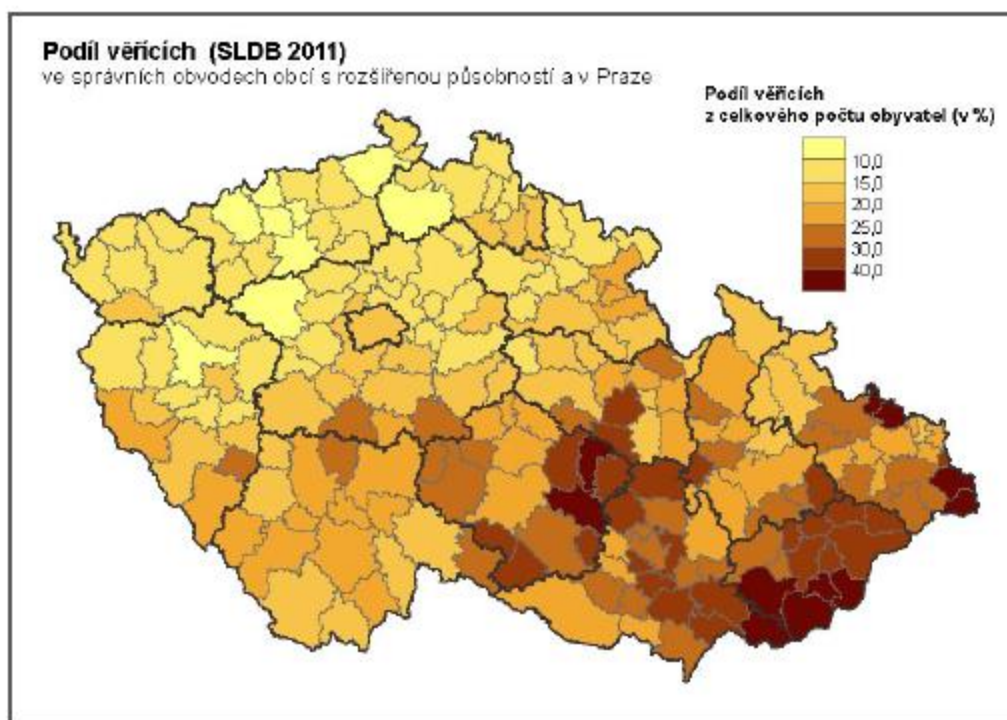 Podíl věřících (SLDB 2011)
ve správních obvodech obcí s rozšířenou působností a v Praze
Podíl věřících
z celkového počtu obyvatel (v %)
10,0
15,0
20,0
25,0
30,0
40,0